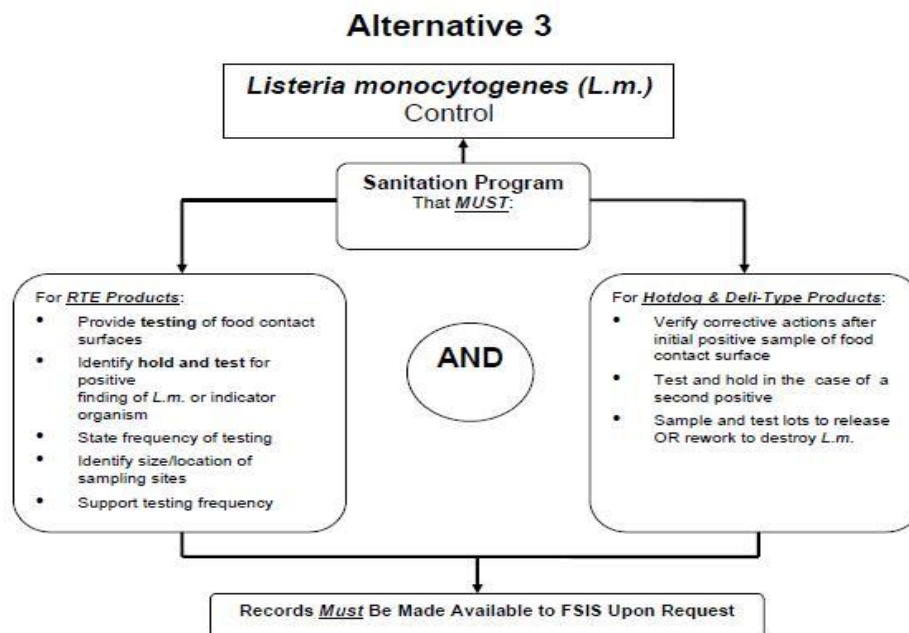 Alternative 3
Listeria monocytogenes (L.m.)
Control
Sanitation Program
That MUST:
For RTE Products:
• Provide testing of food contact
surfaces
• Identify hold and test for
positive
finding of L.m. or indicator
organism
• State frequency of testing
• Identify size/location of
sampling sites
• Support testing frequency
AND
For Hotdog & Deli-Type Products:
• Verify corrective actions after
initial positive sample of food
contact surface
• Test and hold in the case of a
second positive
• Sample and test lots to release
OR rework to destroy L.m.
Records Must Be Made Available to FSIS Upon Request